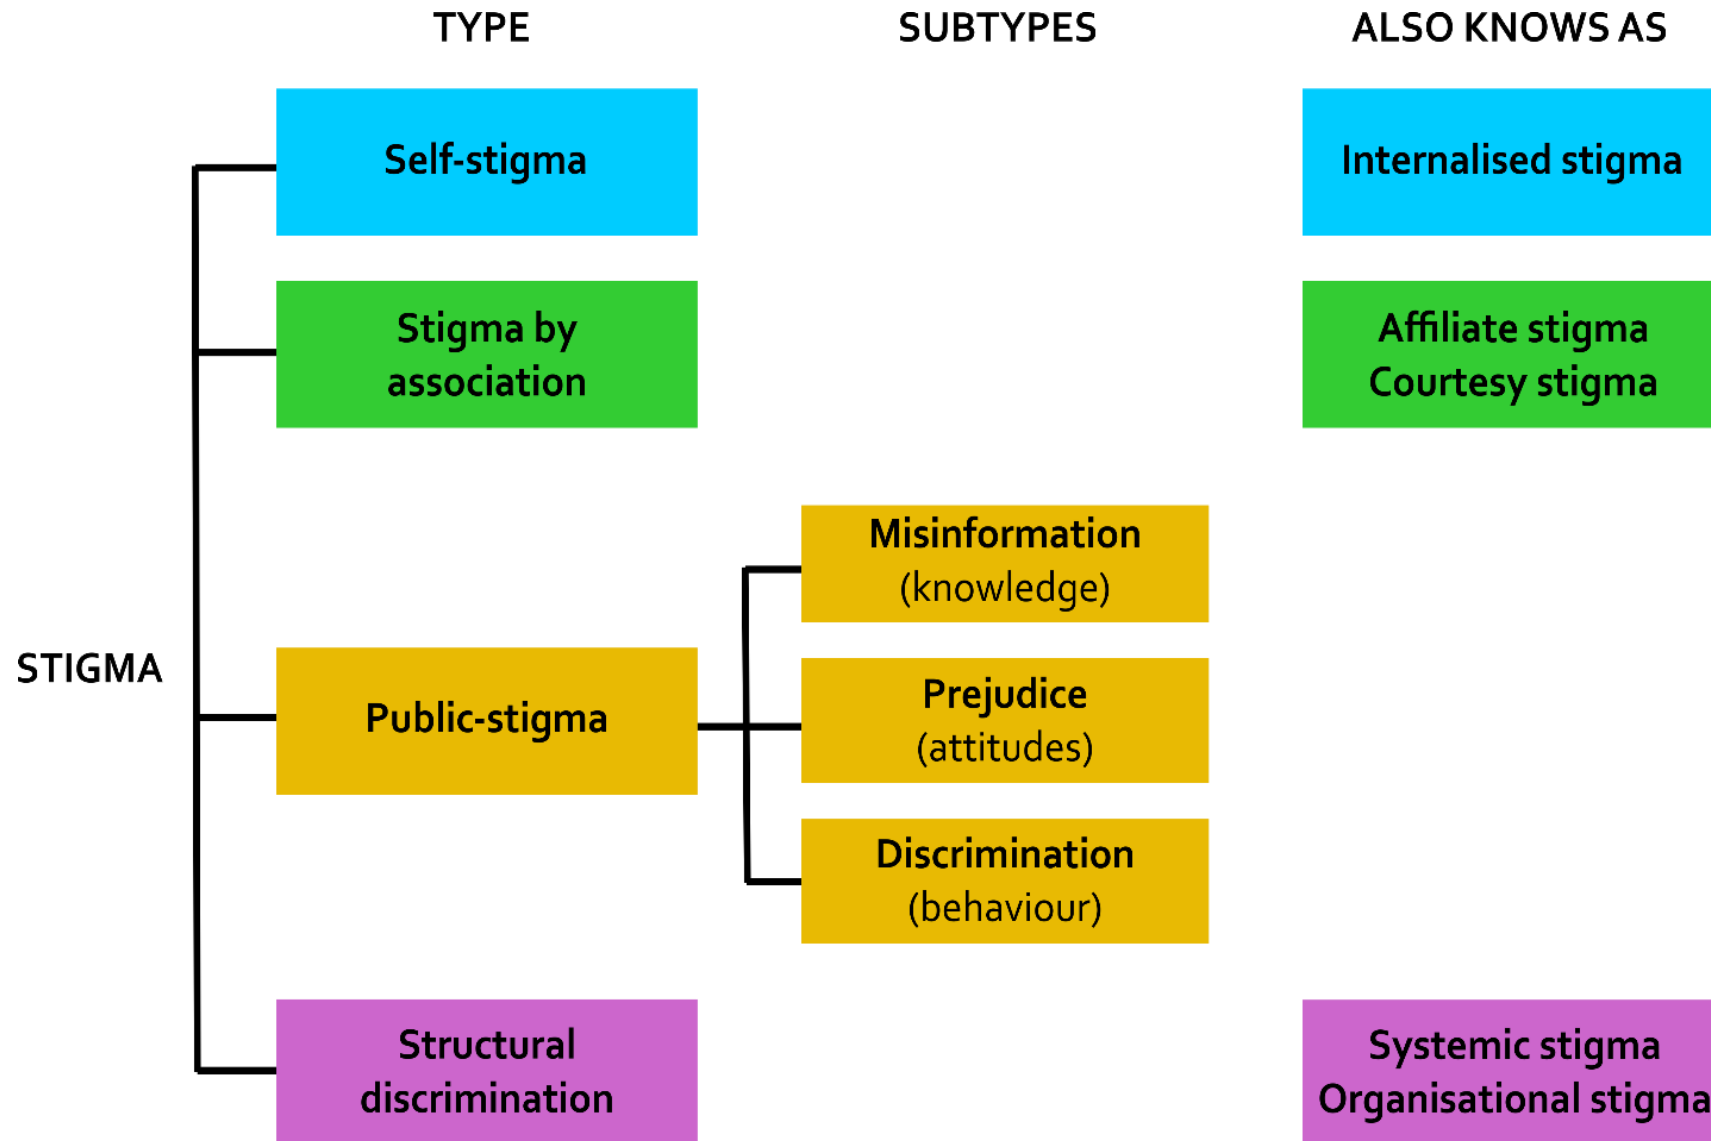 TYPE SUBTYPES ALSO KNOWS AS
Self-stigma Internalised stigma
Stigma by
association
Affiliate stigma
Courtesy stigma
Misinformation
(knowledge)
STIGMA
Public-stigma
Prejudice
(attitudes)
Discrimination
(behaviour)
Structural
discrimination
Systemic stigma
Organisational stigma